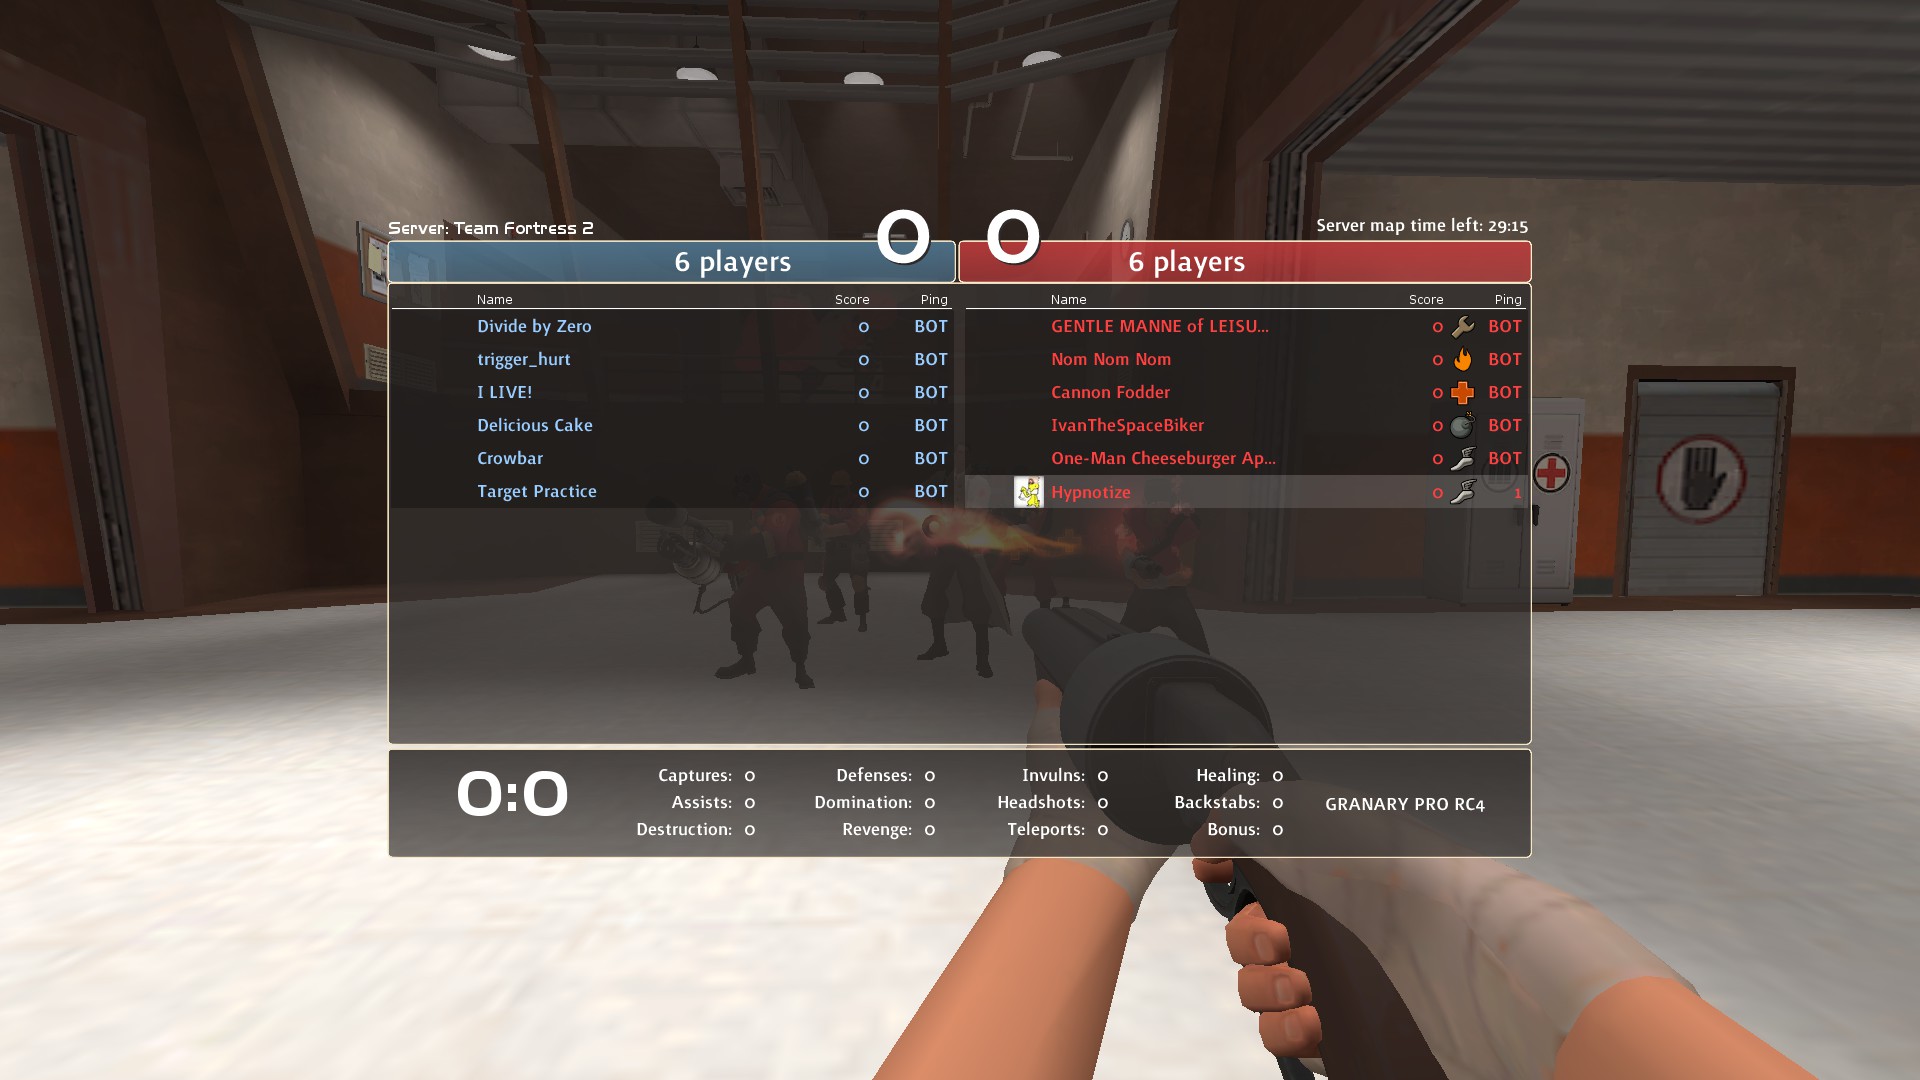 Server: Team Fortress 2
0 0
Server map time left: 29:15
6 players
6 players
Name Score Ping
Divide by Zero 0 BOT
trigger_hurt 0 BOT
I LIVE! 0 BOT
Delicious Cake 0 BOT
Crowbar 0 BOT
Target Practice 0 BOT
Name Score Ping
GENTLE MANNE of LEISU... 0 BOT
Nom Nom Nom 0 BOT
Cannon Fodder 0 BOT
IvanTheSpaceBiker 0 BOT
One-Man Cheeseburger Ap... 0 BOT
Hypnotize 0 1
0:0
Captures: 0 Defenses: 0 Invulns: 0 Healing: 0
Assists: 0 Domination: 0 Headshots: 0 Backstabs: 0
Destruction: 0 Revenge: 0 Teleports: 0 Bonus: 0
GRANARY PRO RC4